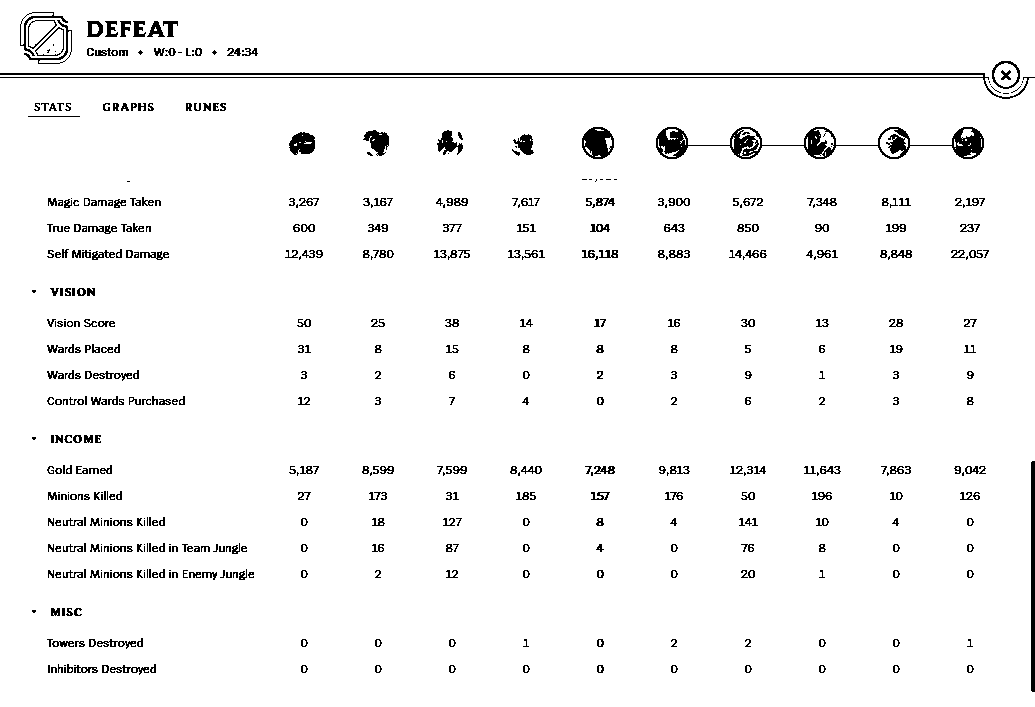 DEFEAT
Custom • W:0 - L:0 • 24:34
STATS GRAPHS RUNES
Magic Damage Taken 3,267 3,167 4,989 7,617 5,874 3,900 5,672 7,348 8,111 2,197
True Damage Taken 600 349 377 151 104 643 850 90 199 237
Self Mitigated Damage 12,439 8,780 13,875 13,561 16,118 8,883 14,466 4,961 8,848 22,057
VISION
Vision Score 50 25 38 14 17 16 30 13 28 27
Wards Placed 31 8 15 8 8 8 5 6 19 11
Wards Destroyed 3 2 6 0 2 3 9 1 3 9
Control Wards Purchased 12 3 7 4 0 2 6 2 3 8
INCOME
Gold Earned 5,187 8,599 7,599 8,440 7,248 9,813 12,314 11,643 7,863 9,042
Minions Killed 27 173 31 185 157 176 50 196 10 126
Neutral Minions Killed 0 18 127 0 8 4 141 10 4 0
Neutral Minions Killed in Team Jungle 0 16 87 0 4 0 76 8 0 0
Neutral Minions Killed in Enemy Jungle 0 2 12 0 0 0 20 1 0 0
MISC
Towers Destroyed 0 0 0 1 0 2 2 0 0 1
Inhibitors Destroyed 0 0 0 0 0 0 0 0 0 0